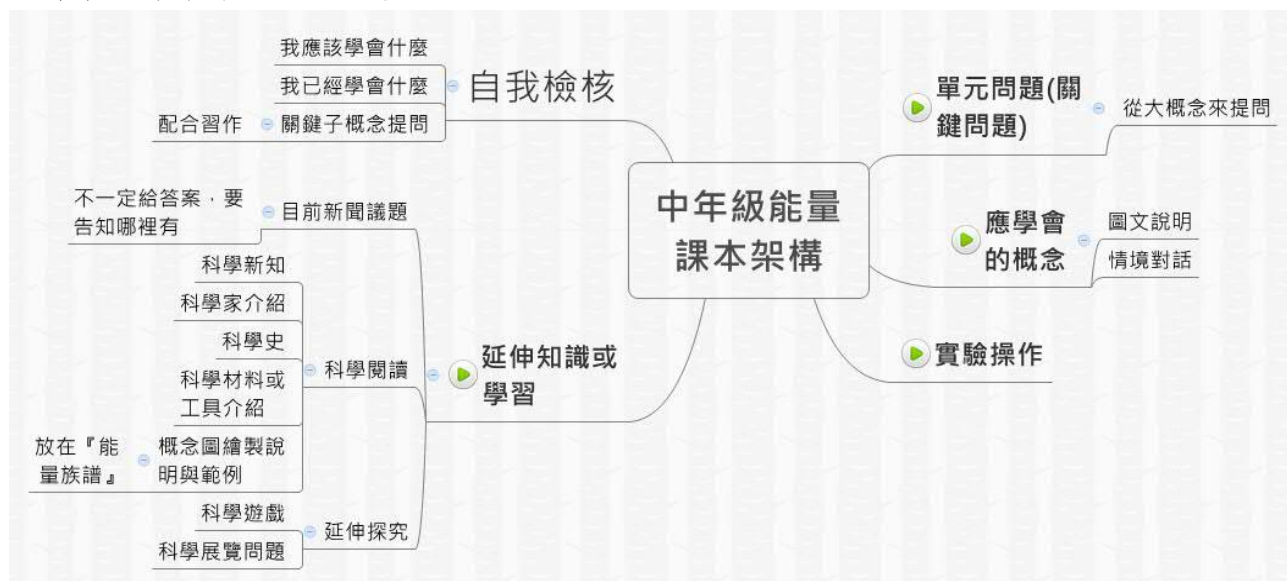 中年級能量
課本架構
單元問題(關
鍵問題)
從大概念來提問
應學會
的概念
圖文說明
情境對話
實驗操作
自我檢核
我應該學會什麼
我已經學會什麼
關鍵子概念提問
配合習作
延伸知識或
學習
目前新聞議題
不一定給答案，要
告知哪裡有
科學閱讀
科學新知
科學家介紹
科學史
科學材料或
工具介紹
概念圖繪製說
明與範例
放在『能
量族譜』
延伸探究
科學遊戲
科學展覽問題